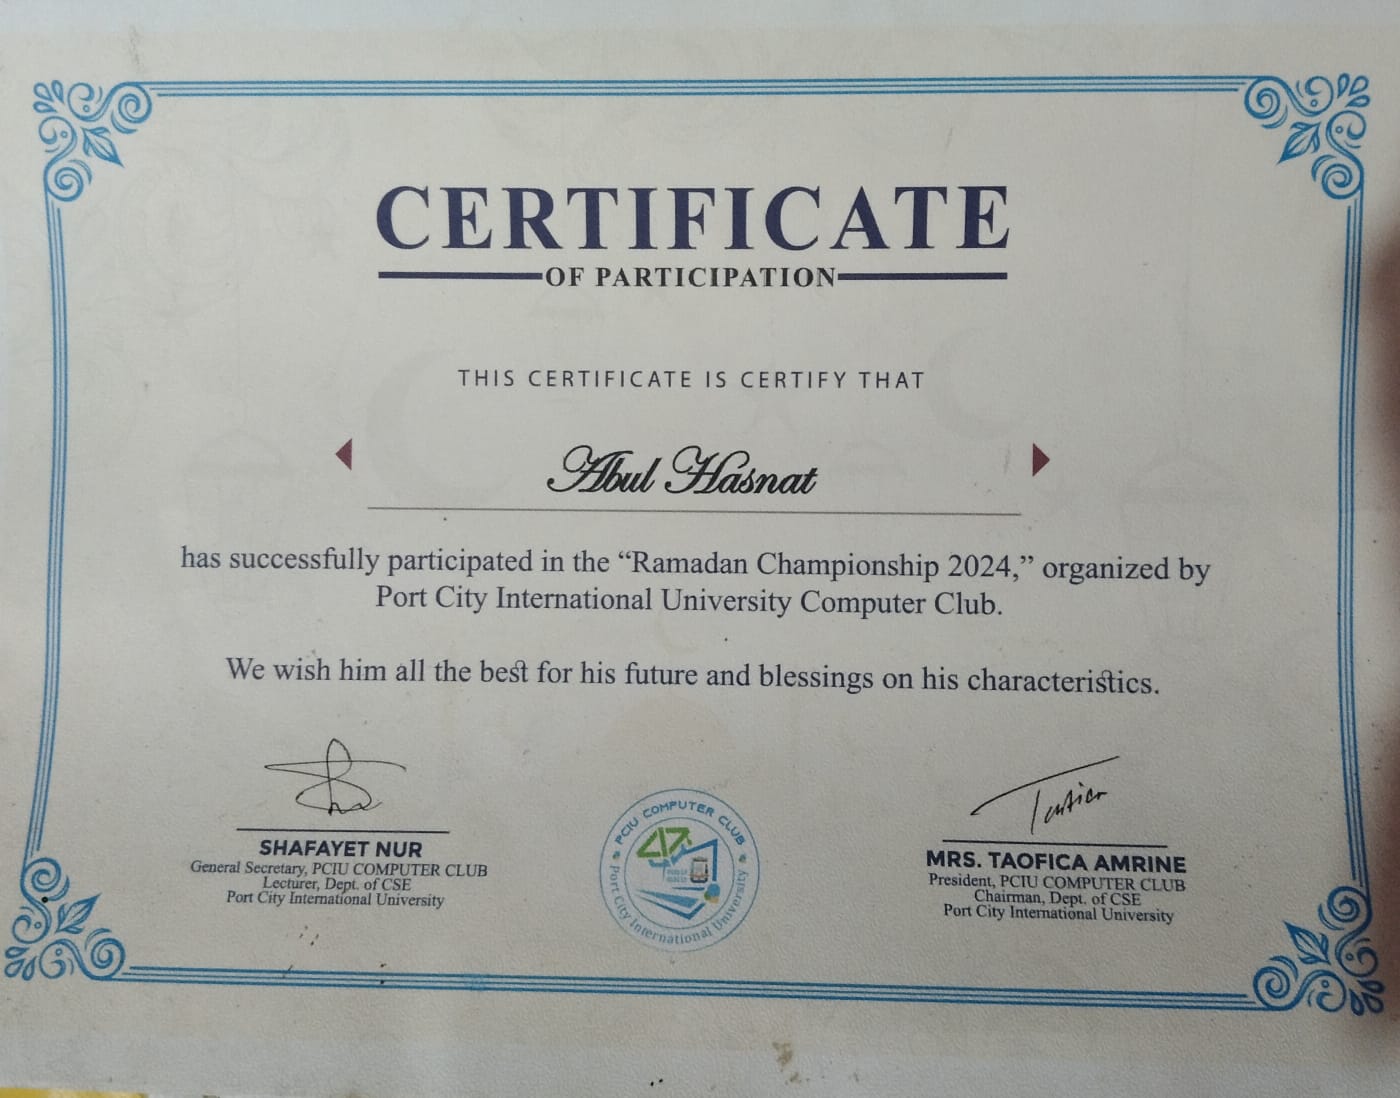 CERTIFICATE
OF PARTICIPATION
THIS CERTIFICATE IS CERTIFY THAT
Abul Hasnat
has successfully participated in the “Ramadan Championship 2024,” organized by
Port City International University Computer Club.
We wish him all the best for his future and blessings on his characteristics.
SHAFAYET NUR
General Secretary, PCIU COMPUTER CLUB
Lecturer, Dept. of CSE
Port City International University
PCIU COMPUTER CLUB
Port City International University
Taofica
MRS. TAOFICA AMRINE
President, PCIU COMPUTER CLUB
Chairman, Dept. of CSE
Port City International University